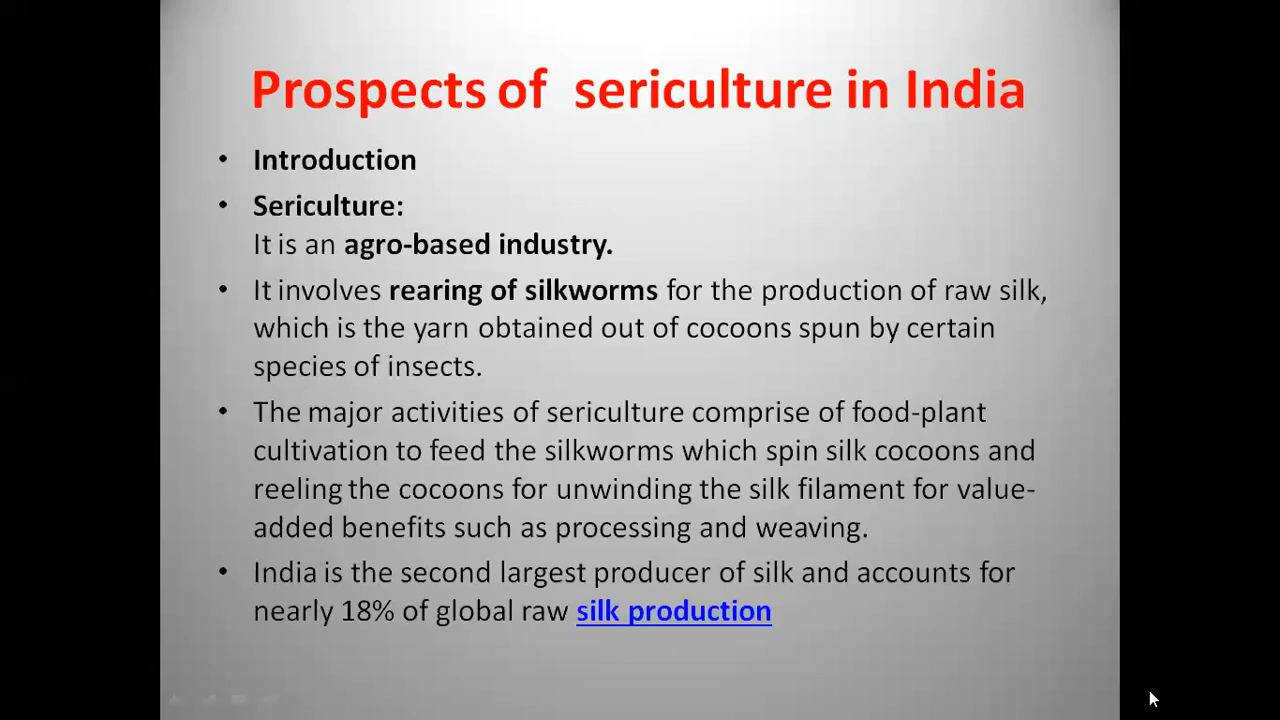 Prospects of sericulture in India
• Introduction
• Sericulture:
It is an agro-based industry.
• It involves rearing of silkworms for the production of raw silk,
which is the yarn obtained out of cocoons spun by certain
species of insects.
• The major activities of sericulture comprise of food-plant
cultivation to feed the silkworms which spin silk cocoons and
reeling the cocoons for unwinding the silk filament for value-
added benefits such as processing and weaving.
• India is the second largest producer of silk and accounts for
nearly 18% of global raw silk production